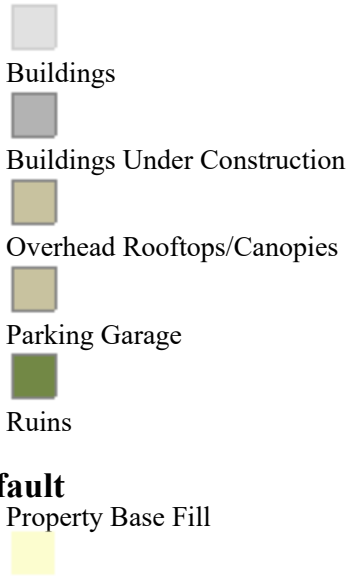 Buildings
Buildings Under Construction
Overhead Rooftops/Canopies
Parking Garage
Ruins
fault
Property Base Fill